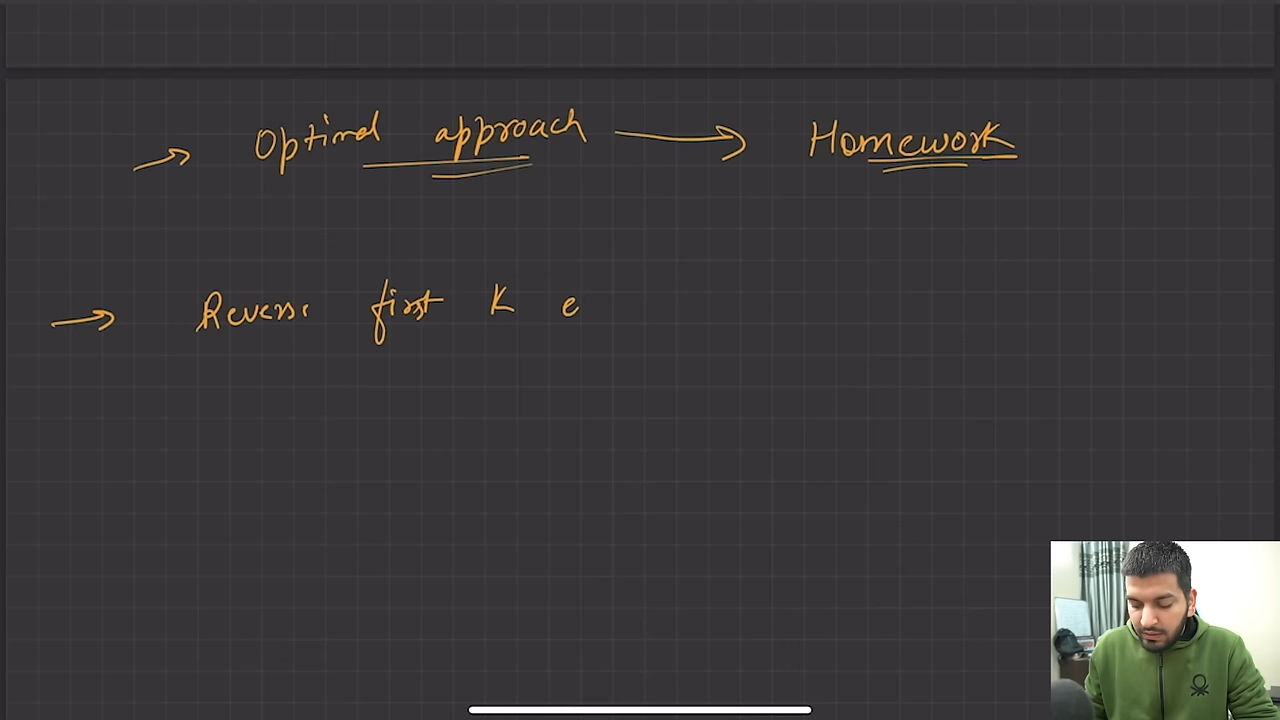 → Optimal approach → Homework
→ Reverse first K e